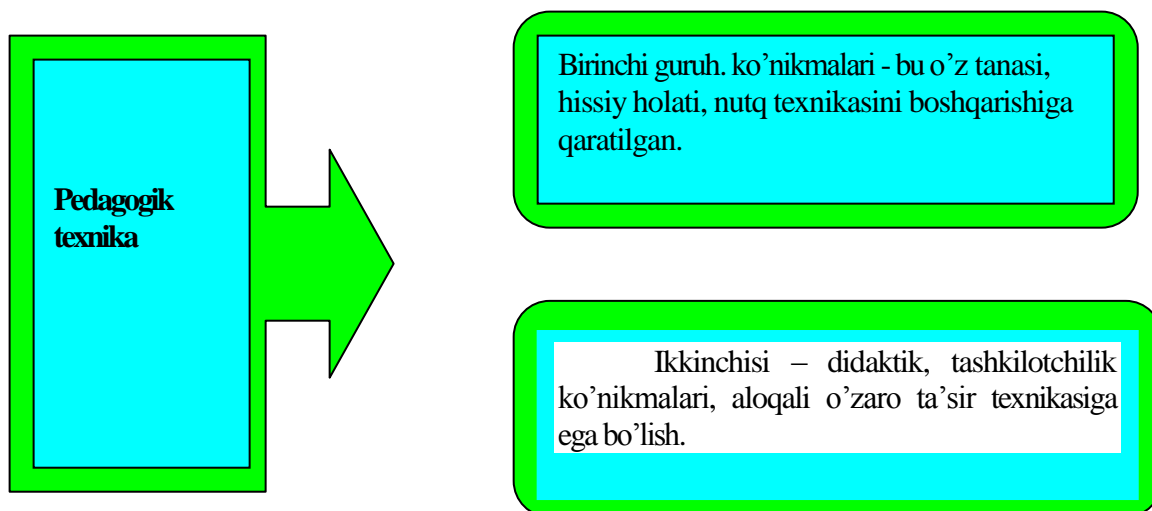 Pedagogik
texnika
Birinchi guruh. ko’nikmalari - bu o’z tanasi,
hissiy holati, nutq texnikasini boshqarishiga
qaratilgan.
Ikkinchisi – didaktik, tashkilotchilik
ko’nikmalari, aloqali o’zaro ta’sir texnikasiga
ega bo’lish.